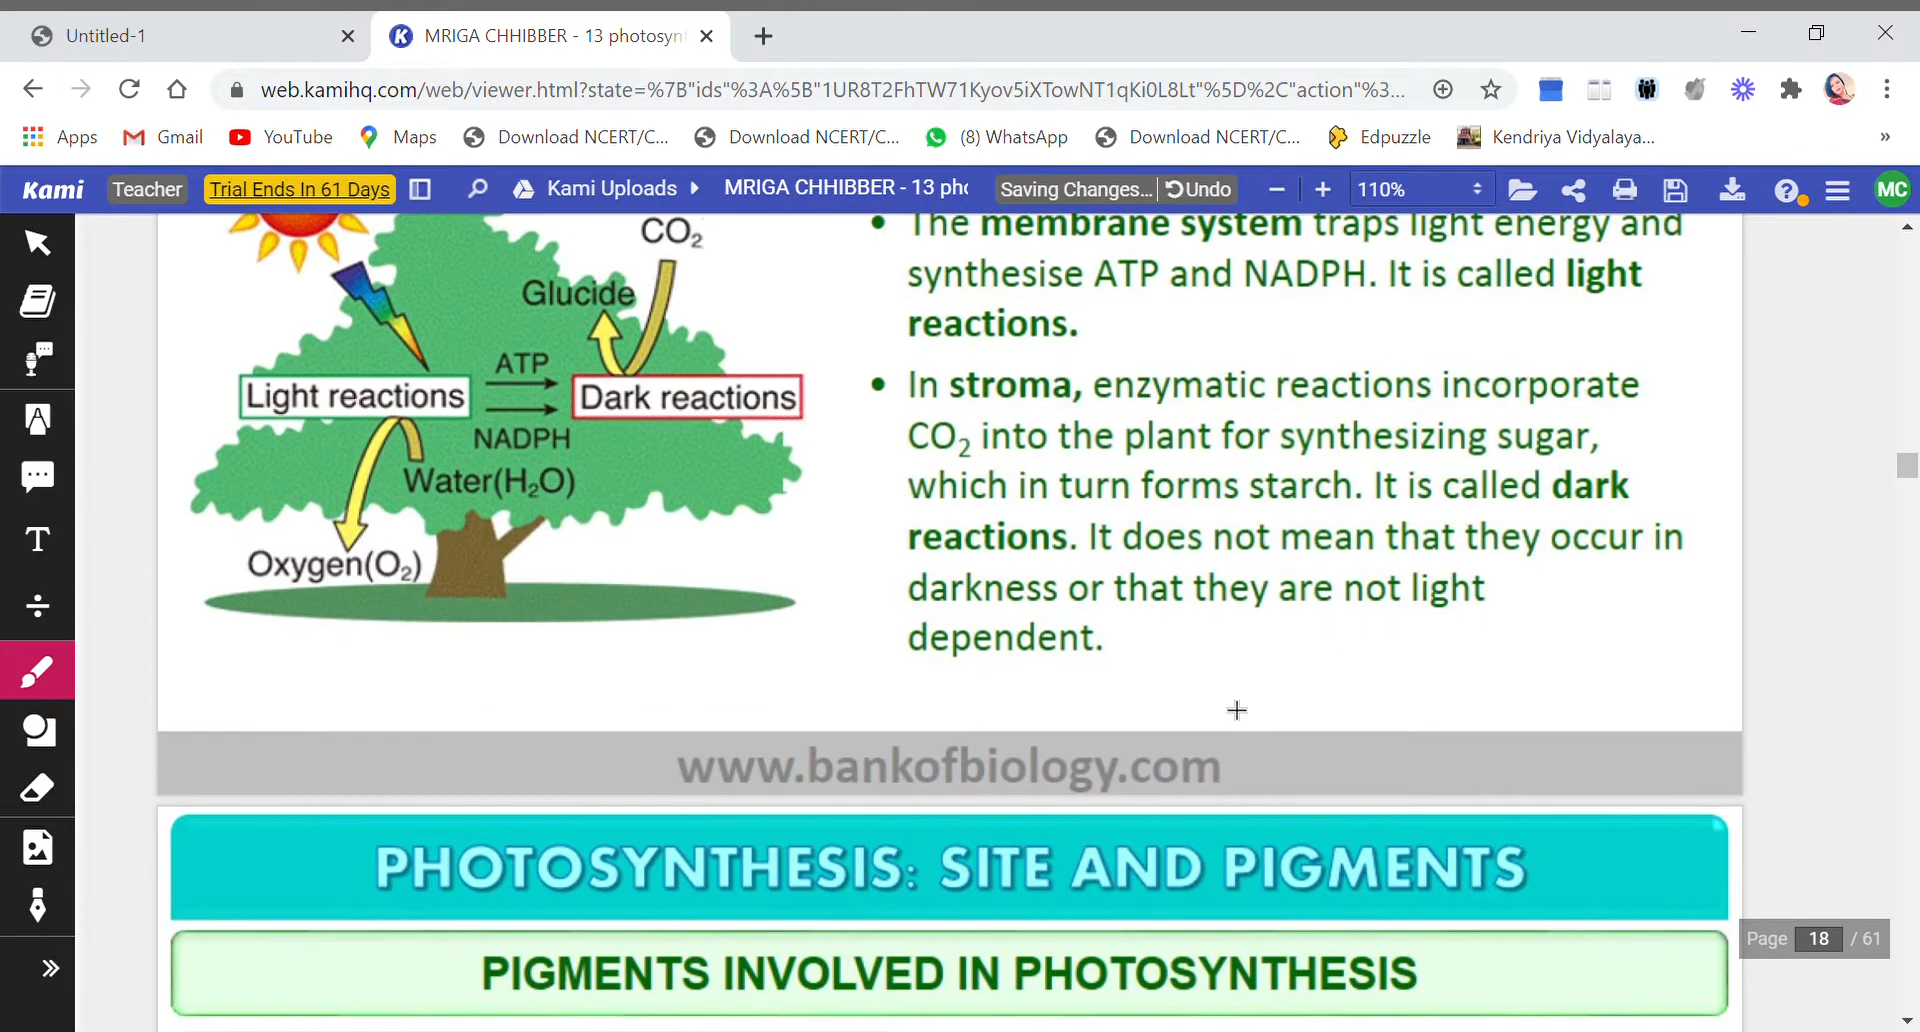 Untitled-1
MRIGA CHHIBBER - 13 photosyn
web.kamihq.com/web/viewer.html?state=%7B"ids"%3A%5B"1UR8T2FhTW71Kyov5iXTowNT1qKi0L8Lt"%5D%2C"action"%3...
Apps
Gmail
YouTube
Maps
Download NCERT/C...
Download NCERT/C...
(8) WhatsApp
Download NCERT/C...
Edpuzzle
Kendriya Vidyalaya...
»
Kami
Teacher
Trial Ends In 61 Days
Kami Uploads
MRIGA CHHIBBER - 13 pho
Saving Changes...
Undo
110%
MC
CO₂
Glucide
ATP
Light reactions
Dark reactions
NADPH
Water(H₂O)
Oxygen(O₂)
• The membrane system traps light energy and
synthesise ATP and NADPH. It is called light
reactions.
• In stroma, enzymatic reactions incorporate
CO₂ into the plant for synthesizing sugar,
which in turn forms starch. It is called dark
reactions. It does not mean that they occur in
darkness or that they are not light
dependent.
www.bankofbiology.com
PHOTOSYNTHESIS: SITE AND PIGMENTS
PIGMENTS INVOLVED IN PHOTOSYNTHESIS
Page 18 / 61